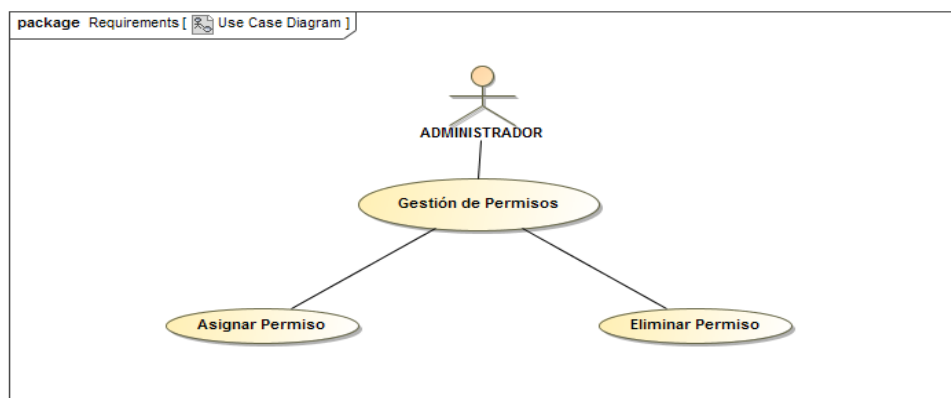 package Requirements [ Use Case Diagram ]
ADMINISTRADOR
Gestión de Permisos
Asignar Permiso
Eliminar Permiso